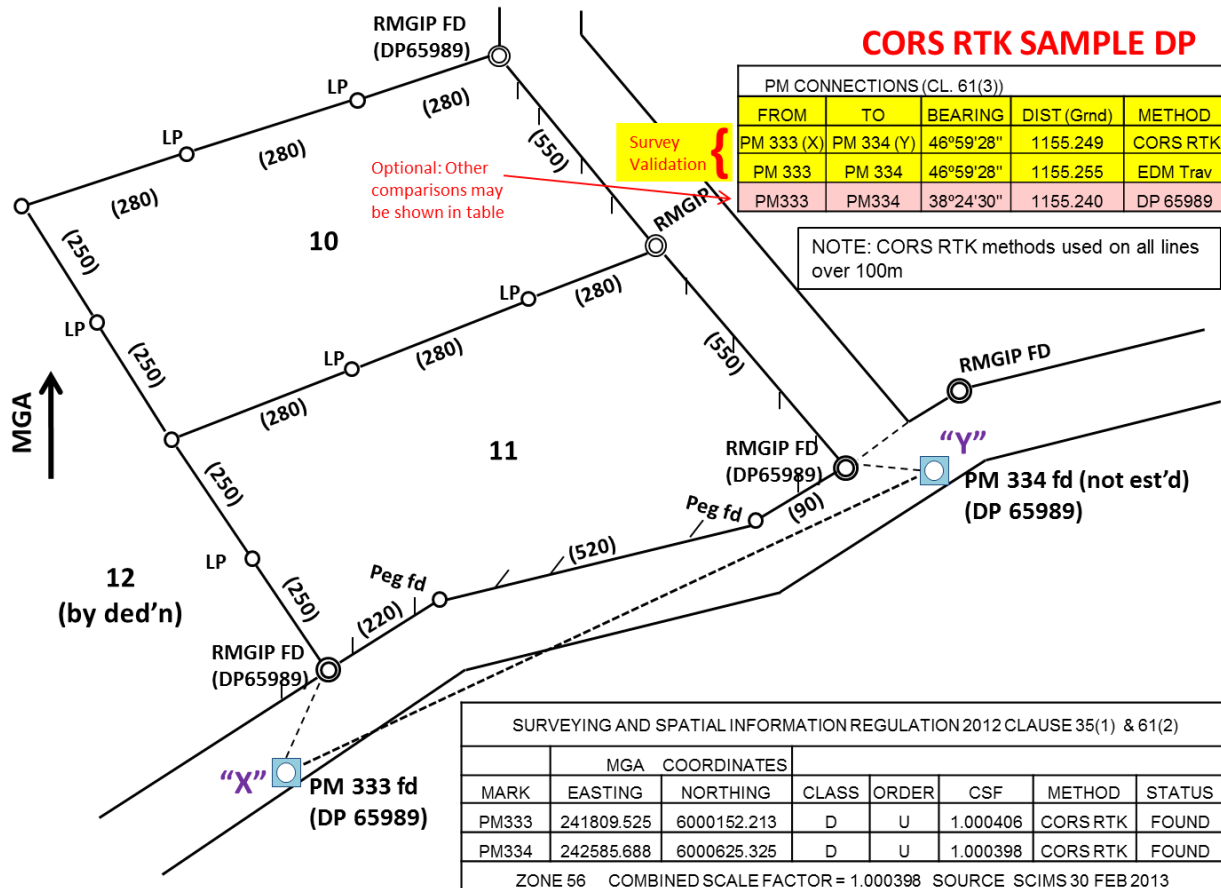 CORS RTK SAMPLE DP
PM CONNECTIONS (CL. 61(3))
FROM TO BEARING DIST (Grnd) METHOD
PM 333 (X) PM 334 (Y) 46º59'28" 1155.249 CORS RTK
PM 333 PM 334 46º59'28" 1155.255 EDM Trav
PM333 PM334 38º24'30" 1155.240 DP 65989
Survey
Validation
Optional: Other
comparisons may
be shown in table
NOTE: CORS RTK methods used on all lines
over 100m
RMGIP FD
(DP65989)
LP
(280)
LP
(280)
(280)
(550)
10
RMGIP
(250)
LP
(250)
LP
(280)
LP
(280)
(280)
(550)
MGA
11
RMGIP FD
RMGIP FD
(DP65989)
"Y"
PM 334 fd (not est'd)
(DP 65989)
(250)
LP
(250)
Peg fd
(90)
(520)
Peg fd
(220)
12
(by ded'n)
RMGIP FD
(DP65989)
"X"
PM 333 fd
(DP 65989)
SURVEYING AND SPATIAL INFORMATION REGULATION 2012 CLAUSE 35(1) & 61(2)
MGA COORDINATES
MARK EASTING NORTHING CLASS ORDER CSF METHOD STATUS
PM333 241809.525 6000152.213 D U 1.000406 CORS RTK FOUND
PM334 242585.688 6000625.325 D U 1.000398 CORS RTK FOUND
ZONE 56 COMBINED SCALE FACTOR = 1.000398 SOURCE SCIMS 30 FEB 2013